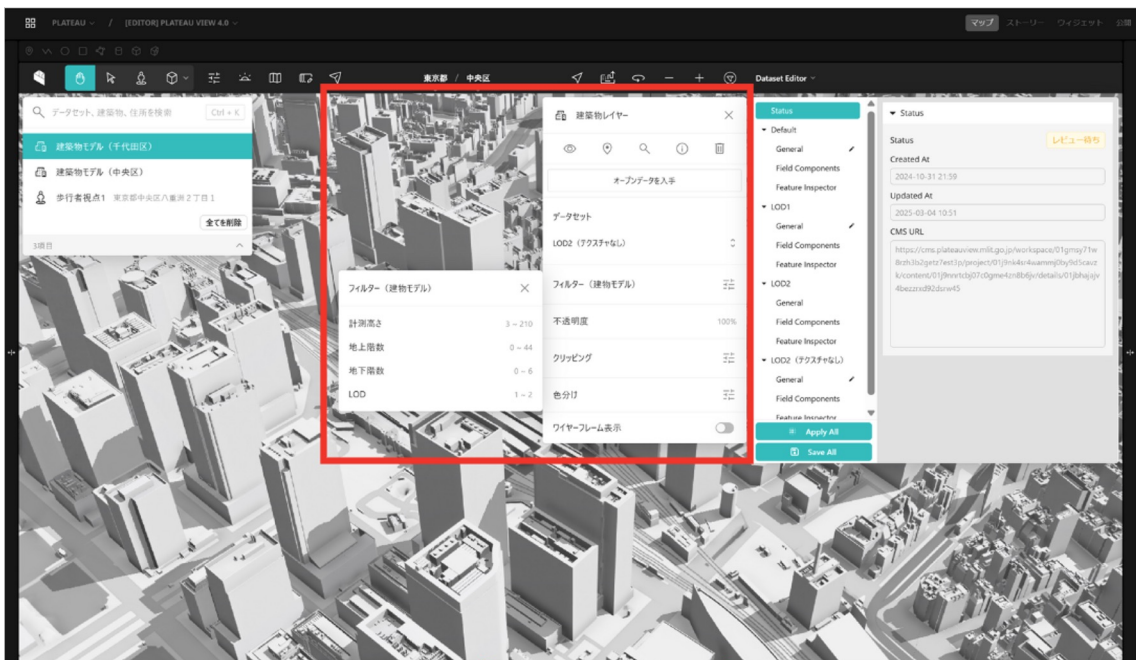 PLATEAU / [EDITOR] PLATEAU VIEW 4.0
マップ ストーリー ウィジェット 公開
東京都 / 中央区
Dataset Editor
データセット、建築物、住所を検索 Ctrl + K
建築物モデル（千代田区）
建築物モデル（中央区）
歩行者視点1 東京都中央区八重洲2丁目1
全てを削除
3項目
フィルター（建物モデル）
計測高さ 3 ~ 210
地上階数 0 ~ 44
地下階数 0 ~ 6
LOD 1 ~ 2
建築物レイヤー
オープンデータを入手
データセット
LOD2（テクスチャなし）
フィルター（建物モデル）
不透明度 100%
クリッピング
色分け
ワイヤーフレーム表示
Status
Default
General
Field Components
Feature Inspector
LOD1
General
Field Components
Feature Inspector
LOD2
General
Field Components
Feature Inspector
LOD2（テクスチャなし）
General
Field Components
Feature Inspector
Apply All
Save All
Status
Status レビュー待ち
Created At
2024-10-31 21:59
Updated At
2025-03-04 10:51
CMS URL